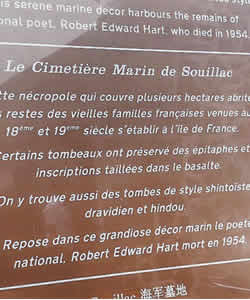 is serene marine decor harbours the remains of
onal poet, Robert Edward Hart, who died in 1954.
Le Cimetière Marin de Souillac
tte nécropole qui couvre plusieurs hectares abrite
s restes des vieilles familles françaises venues au
18ème et 19ème siècle s'établir à l'île de France.
Certains tombeaux ont préservé des épitaphes et
inscriptions taillées dans le basalte.
On y trouve aussi des tombes de style shintoïste
dravidien et hindou.
Repose dans ce grandiose décor marin le poète
national. Robert Edward Hart mort en 1954.
Souillac 海军墓地